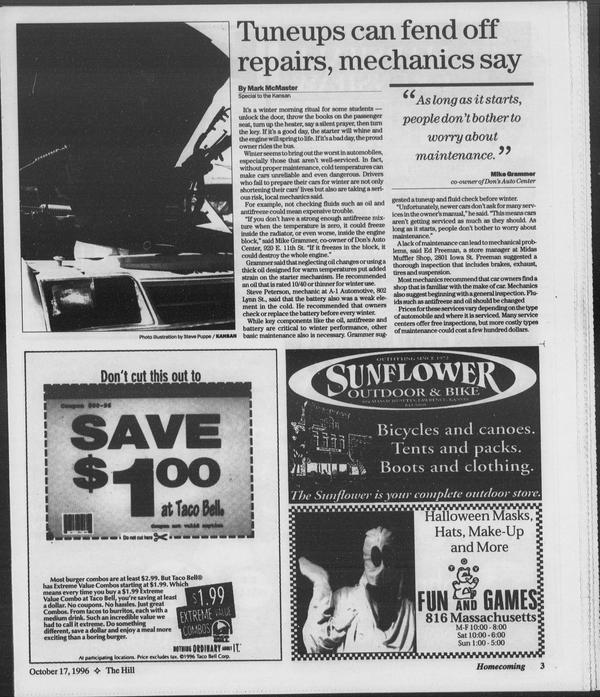 Tuneups can fend off
repairs, mechanics say
By Mark McMaster
Special to the Kansan
It's a winter morning ritual for some students —
unlock the door, throw the books on the passenger
seat, turn up the heater, say a silent prayer, then turn
the key. If it's a good day, the starter will whine and
the engine will spring to life. If it's a bad day, the proud
owner rides the bus.
Winter seems to bring out the worst in automobiles,
especially those that aren't well-serviced. In fact,
without proper maintenance, cold temperatures can
make cars unreliable and even dangerous. Drivers
who fail to prepare their cars for winter are not only
shortening their cars' lives but also are taking a seri-
ous risk, local mechanics said.
For example, not checking fluids such as oil and
antifreeze could mean expensive trouble.
"If you don't have a strong enough antifreeze mix-
ture when the temperature is zero, it could freeze
inside the radiator, or even worse, inside the engine
block," said Mike Grammer, co-owner of Don's Auto
Center, 920 E. 11th St. "If it freezes in the block, it
could destroy the whole engine."
Grammer said that neglecting oil changes or using a
thick oil designed for warm temperatures put added
strain on the starter mechanism. He recommended
an oil that is rated 10/40 or thinner for winter use.
Steve Peterson, mechanic at A-1 Automotive, 802
Lynn St., said that the battery also was a weak ele-
ment in the cold. He recommended that owners
check or replace the battery before every winter.
While key components like the oil, antifreeze and
battery are critical to winter performance, other
basic maintenance also is necessary. Grammer sug-
"As long as it starts,
people don't bother to
worry about
maintenance."
Mike Grammer
co-owner of Don's Auto Center
gested a tuneup and fluid check before winter.
"Unfortunately, newer cars don't ask for many serv-
ices in the owner's manual," he said. "This means cars
aren't getting serviced as much as they should. As
long as it starts, people don't bother to worry about
maintenance."
A lack of maintenance can lead to mechanical prob-
lems, said Ed Freeman, a store manager at Midas
Muffler Shop, 2801 Iowa St. Freeman suggested a
thorough inspection that includes brakes, exhaust,
tires and suspension.
Most mechanics recommend that car owners find a
shop that is familiar with the make of car. Mechanics
also suggest beginning with a general inspection. Flu-
ids such as antifreeze and oil should be changed
Prices for these services vary depending on the type
of automobile and where it is serviced. Many service
centers offer free inspections, but more costly types
of maintenance could cost a few hundred dollars.
Photo illustration by Steve Puppe / KANSAN
Don't cut this out to
SAVE
$1.00
at Taco Bell.
Coupon not valid anytime
Do not cut here
Most burger combos are at least $2.99. But Taco Bell®
has Extreme Value Combos starting at $1.99. Which
means every time you buy a $1.99 Extreme
Value Combo at Taco Bell, you're saving at least
a dollar. No coupons. No hassles. Just great
Combos. From tacos to burritos, each with a
medium drink. Such an incredible value we
had to call it extreme. Do something
different, save a dollar and enjoy a meal more
exciting than a boring burger.
$1.99
EXTREME VALUE
COMBOS
NOTHING ORDINARY ABOUT IT.
At participating locations. Price excludes tax. ©1996 Taco Bell Corp.
OUTFITTING SINCE 1972
SUNFLOWER
OUTDOOR & BIKE
804 MASSACHUSETTS, LAWRENCE, KANSAS
Bicycles and canoes.
Tents and packs.
Boots and clothing.
The Sunflower is your complete outdoor store.
Halloween Masks,
Hats, Make-Up
and More
FUN AND GAMES
816 Massachusetts
M-F 10:00 - 8:00
Sat 10:00 - 6:00
Sun 1:00 - 5:00
October 17, 1996 ✧ The Hill
Homecoming 3